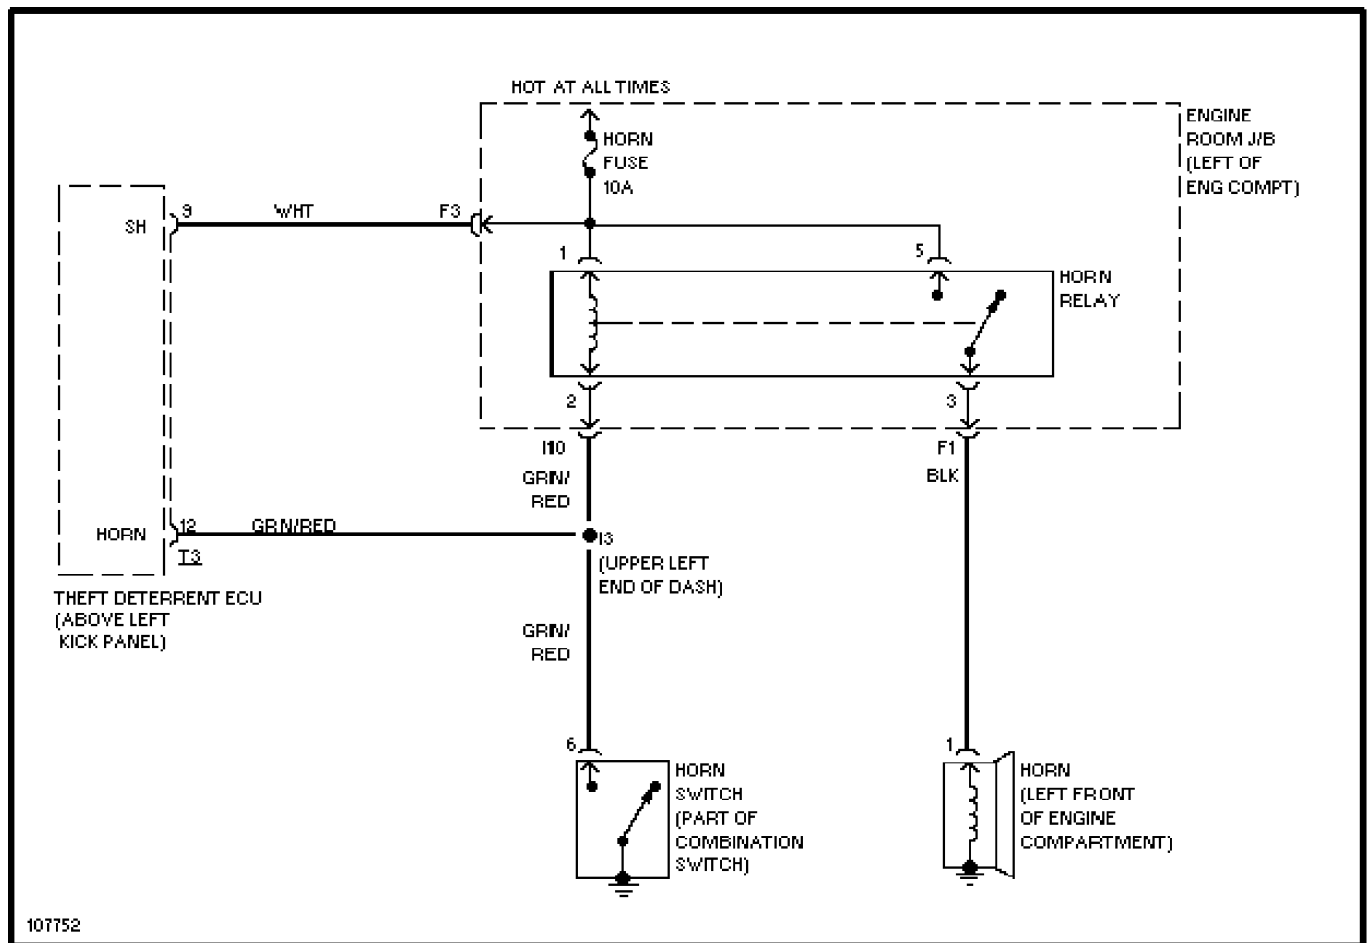 HOT AT ALL TIMES
HORN
FUSE
10A
ENGINE
ROOM J/B
(LEFT OF
ENG COMPT)
SH
9
WHT
F3
1
5
HORN
RELAY
2
3
I10
F1
GRN/
RED
BLK
HORN
12
GRN/RED
T3
I3
(UPPER LEFT
END OF DASH)
THEFT DETERRENT ECU
(ABOVE LEFT
KICK PANEL)
GRN/
RED
6
HORN
SWITCH
(PART OF
COMBINATION
SWITCH)
1
HORN
(LEFT FRONT
OF ENGINE
COMPARTMENT)
107752